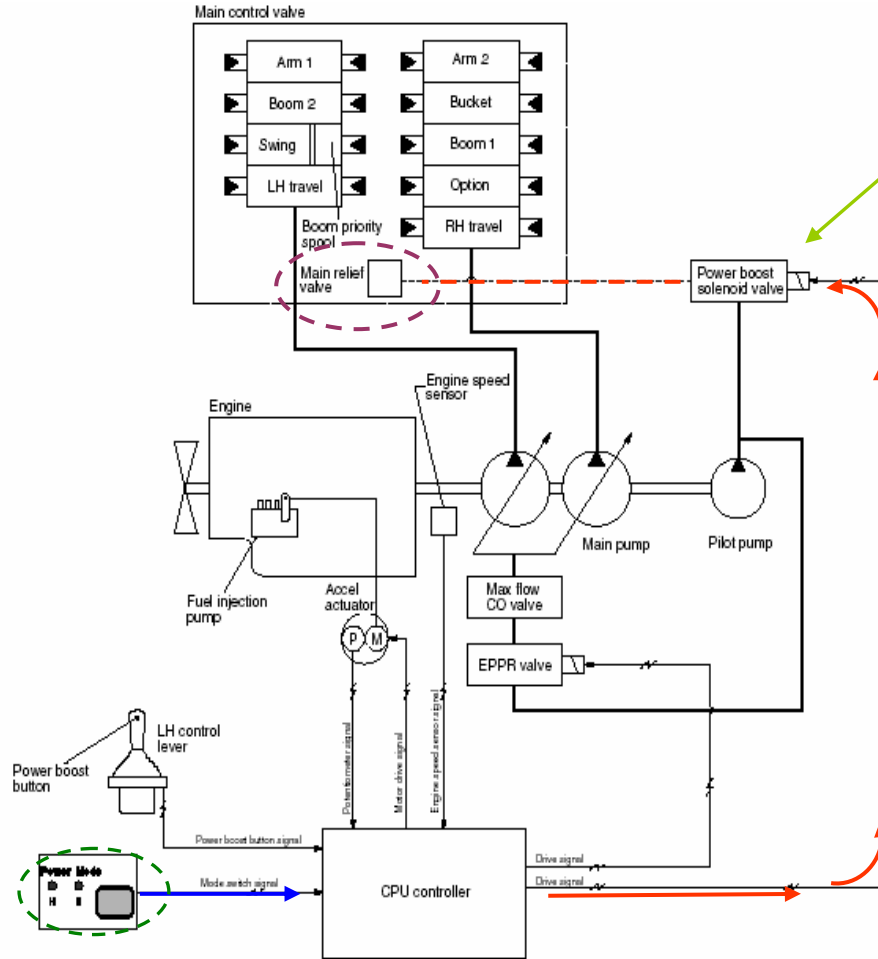 Main control valve
Arm 1
Arm 2
Boom 2
Bucket
Swing
Boom 1
LH travel
Option
Boom priority
spool
RH travel
Main relief
valve
Power boost
solenoid valve
Engine speed
sensor
Engine
Main pump
Pilot pump
Fuel injection
pump
Accel
actuator
Max flow
CO valve
P
M
EPPR valve
LH control
lever
Power boost
button
Potentiometer signal
Motor drive signal
Engine speed sensor signal
Power boost button signal
Power Mode
H
Mode switch signal
CPU controller
Drive signal
Drive signal